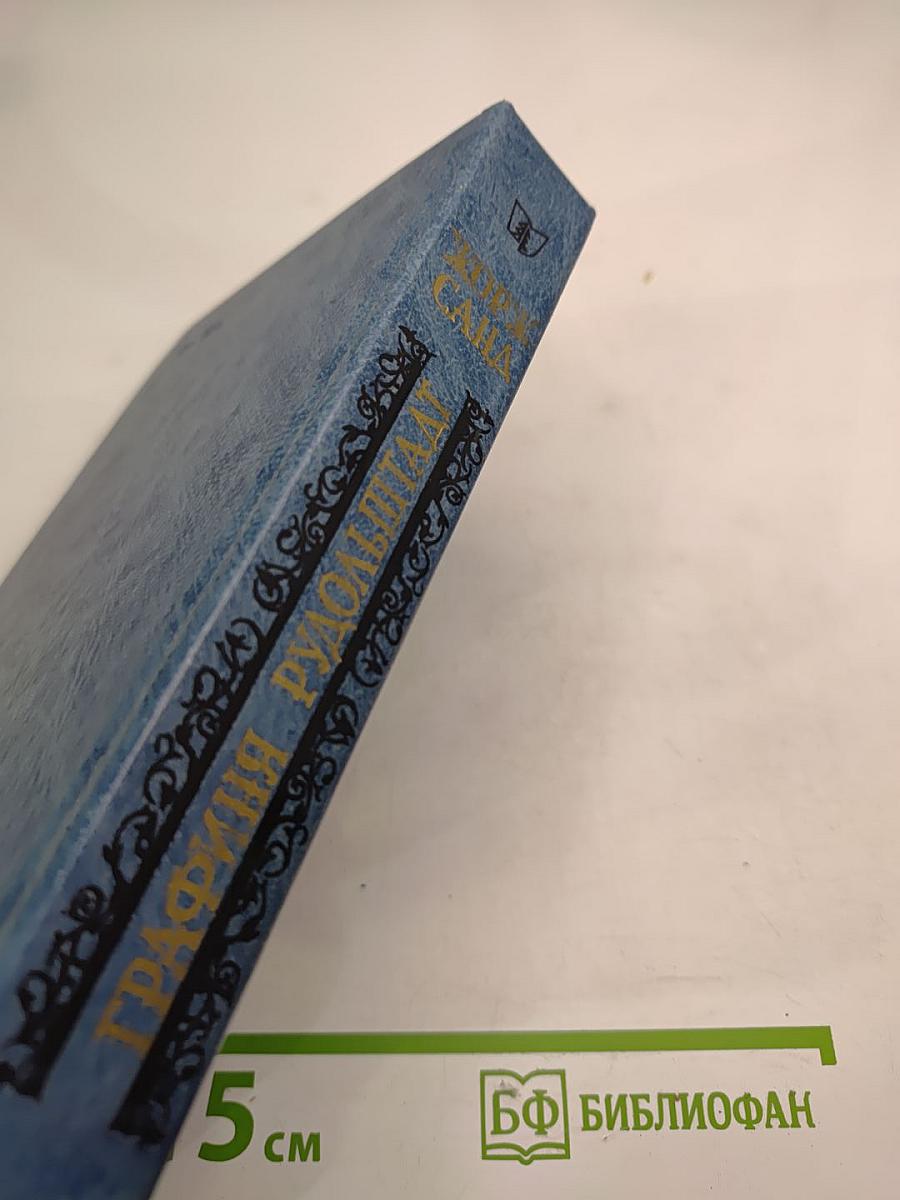 ЖОРЖ
САНД
ГРАФИНЯ РУДОЛЬШТАДТ
5 см
БФ БИБЛИОФАН